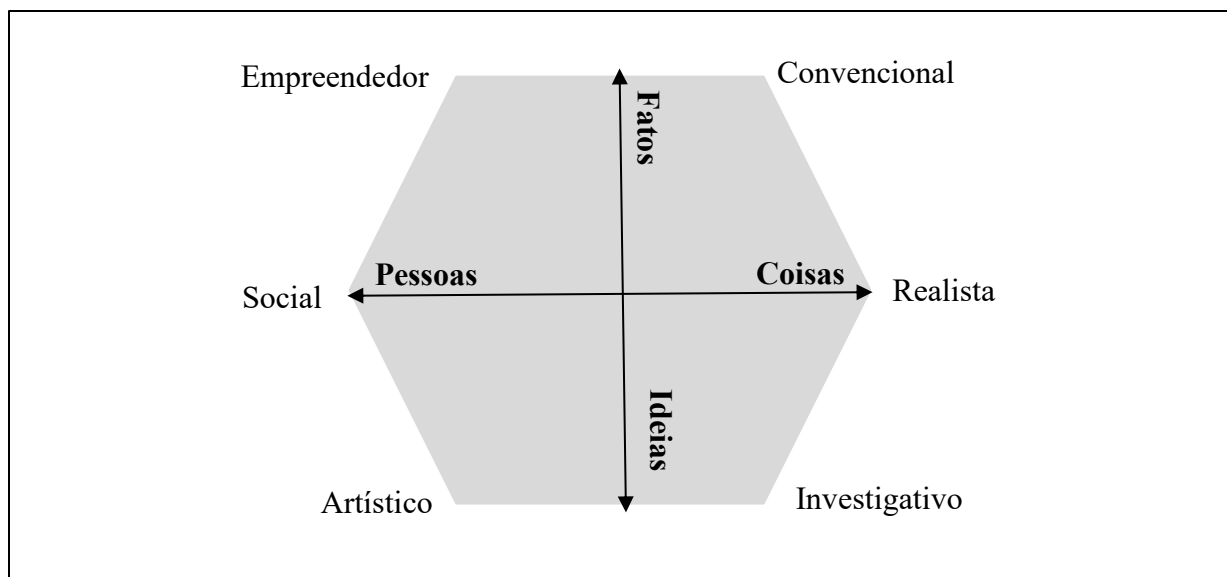 Empreendedor
Convencional
Fatos
Pessoas
Coisas
Social
Realista
Ideias
Artístico
Investigativo